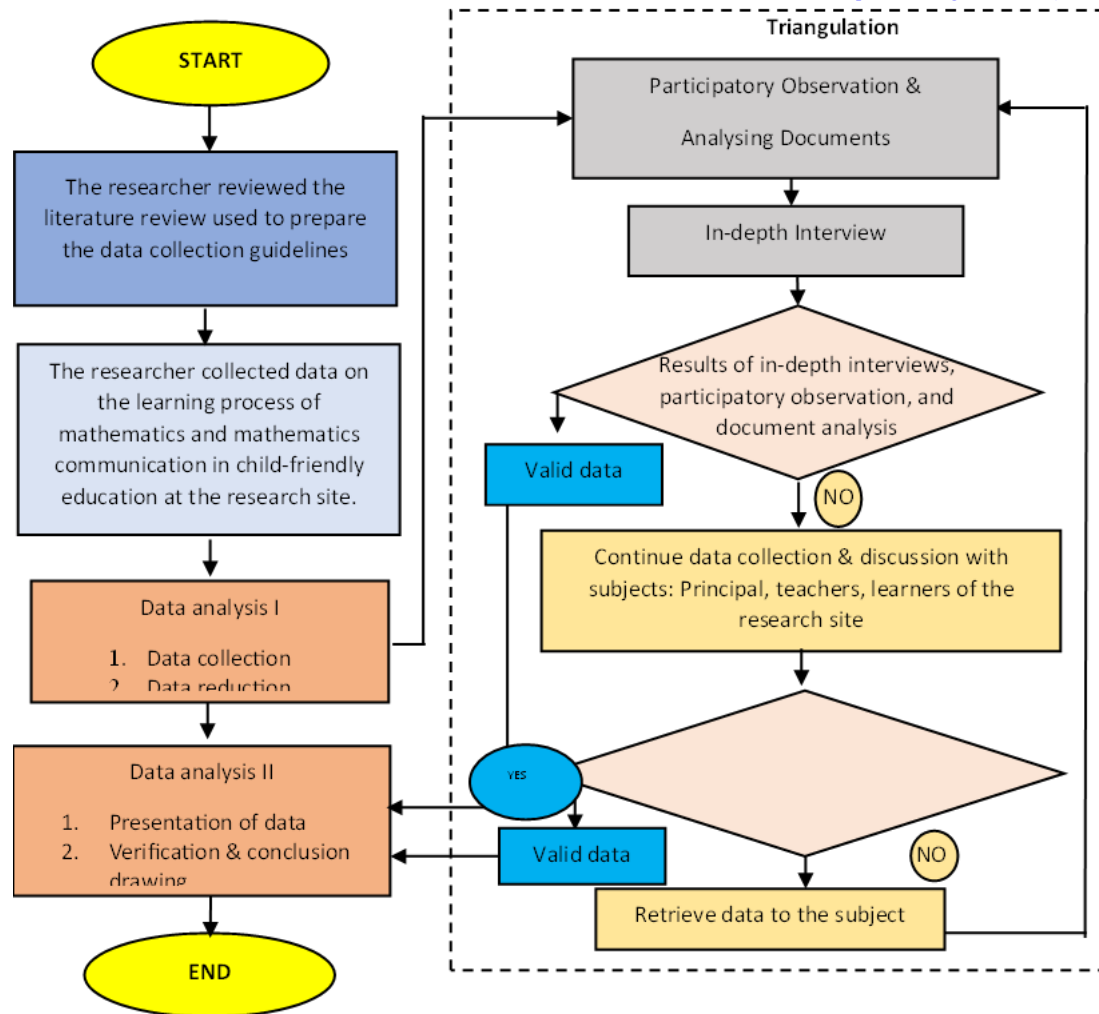 START
The researcher reviewed the
literature review used to prepare
the data collection guidelines
The researcher collected data on
the learning process of
mathematics and mathematics
communication in child-friendly
education at the research site.
Data analysis I
1. Data collection
2. Data reduction
Data analysis II
1. Presentation of data
2. Verification & conclusion
drawing
END
Triangulation
Participatory Observation &
Analysing Documents
In-depth Interview
Results of in-depth interviews,
participatory observation, and
document analysis
Valid data
NO
Continue data collection & discussion with
subjects: Principal, teachers, learners of the
research site
YES
Valid data
NO
Retrieve data to the subject